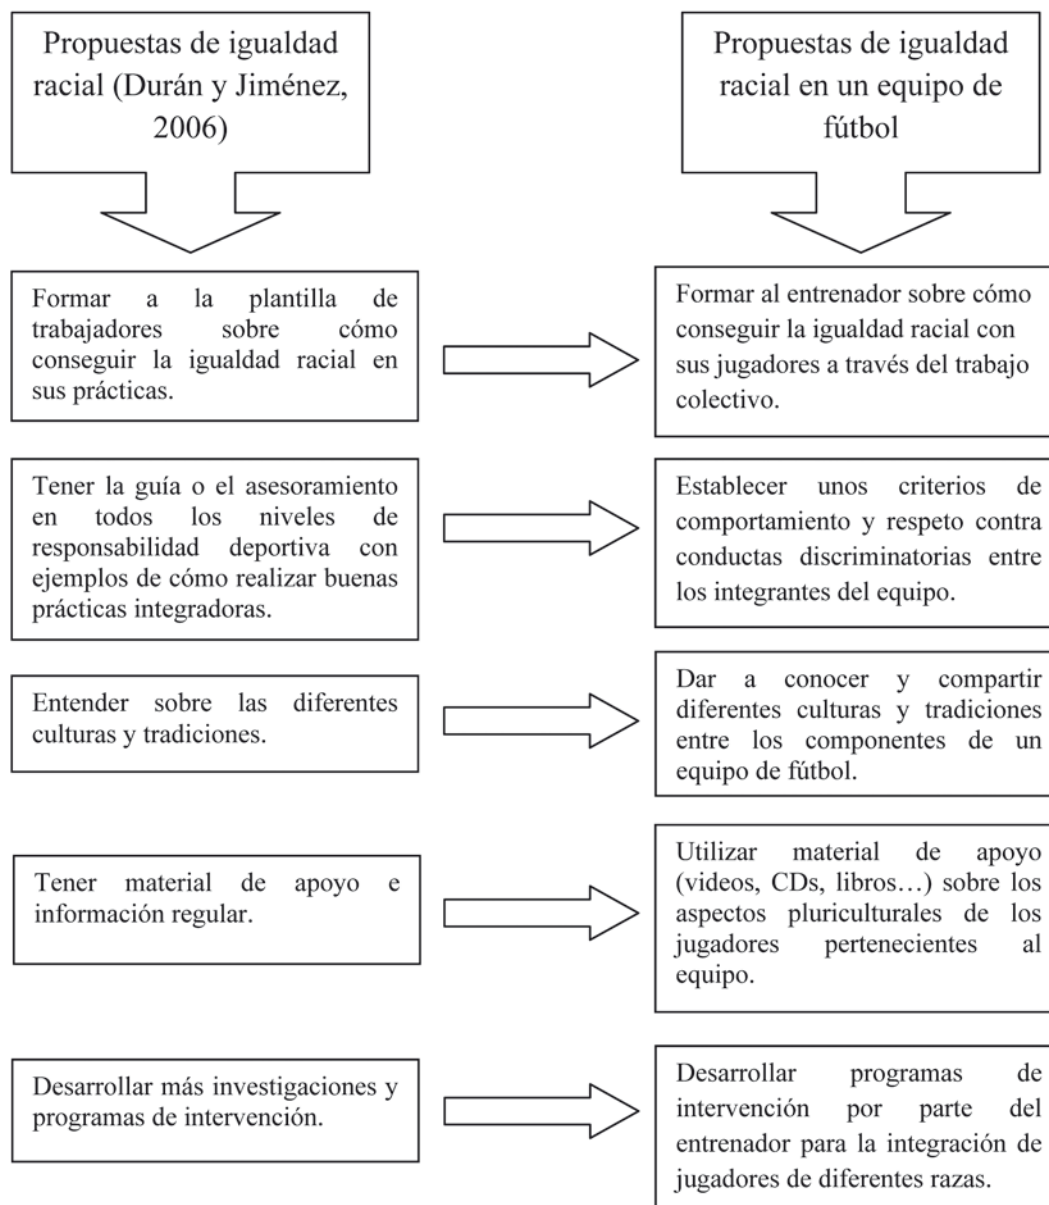 Propuestas de igualdad
racial (Durán y Jiménez,
2006)
Propuestas de igualdad
racial en un equipo de
fútbol
Formar a la plantilla de
trabajadores sobre cómo
conseguir la igualdad racial en
sus prácticas.
Formar al entrenador sobre cómo
conseguir la igualdad racial con
sus jugadores a través del trabajo
colectivo.
Tener la guía o el asesoramiento
en todos los niveles de
responsabilidad deportiva con
ejemplos de cómo realizar buenas
prácticas integradoras.
Establecer unos criterios de
comportamiento y respeto contra
conductas discriminatorias entre
los integrantes del equipo.
Entender sobre las diferentes
culturas y tradiciones.
Dar a conocer y compartir
diferentes culturas y tradiciones
entre los componentes de un
equipo de fútbol.
Tener material de apoyo e
información regular.
Utilizar material de apoyo
(videos, CDs, libros…) sobre los
aspectos pluriculturales de los
jugadores pertenecientes al
equipo.
Desarrollar más investigaciones y
programas de intervención.
Desarrollar programas de
intervención por parte del
entrenador para la integración de
jugadores de diferentes razas.